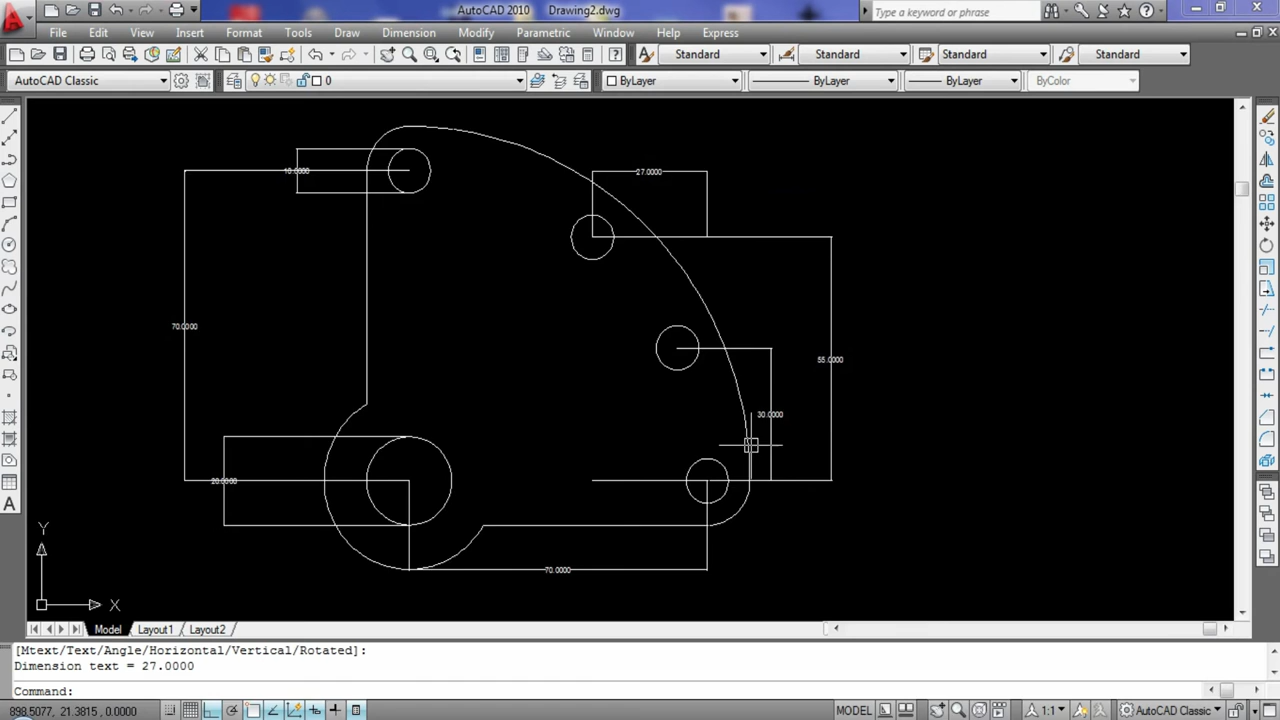 AutoCAD 2010 Drawing2.dwg
Type a keyword or phrase
File Edit View Insert Format Tools Draw Dimension Modify Parametric Window Help Express
Standard Standard Standard Standard
AutoCAD Classic 0 ByLayer ByLayer ByLayer ByColor
10.0000
27.0000
70.0000
55.0000
30.0000
20.0000
70.0000
Y
X
Model Layout1 Layout2
[Mtext/Text/Angle/Horizontal/Vertical/Rotated]:
Dimension text = 27.0000
Command:
898.5077, 21.3815, 0.0000 MODEL 1:1 AutoCAD Classic